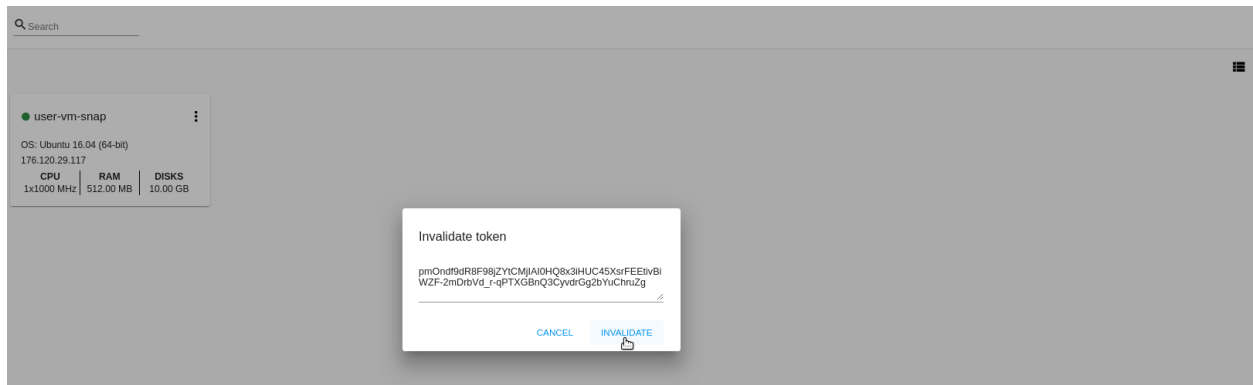 Search
user-vm-snap
OS: Ubuntu 16.04 (64-bit)
176.120.29.117
CPU RAM DISKS
1x1000 MHz 512.00 MB 10.00 GB
Invalidate token
pmOndf9dR8F98jZYtCMjIAI0HQ8x3iHUC45XsrFEEtivBi
WZF-2mDrbVd_r-qPTXGBnQ3CyvdrGg2bYuChruZg
CANCEL INVALIDATE